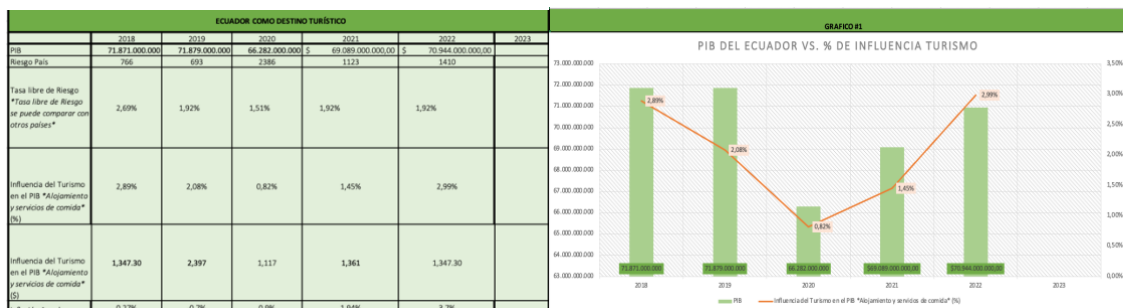 ECUADOR COMO DESTINO TURÍSTICO
2018 2019 2020 2021 2022 2023
PIB 71.871.000.000 71.879.000.000 66.282.000.000 $ 69.089.000.000,00 $ 70.944.000.000,00
Riesgo País 766 693 2386 1123 1410
Tasa libre de Riesgo
*Tasa libre de Riesgo
se puede comparar con
otros países*
2,69% 1,92% 1,51% 1,92% 1,92%
Influencia del Turismo
en el PIB *Alojamiento
y servicios de comida*
(%)
2,89% 2,08% 0,82% 1,45% 2,99%
Influencia del Turismo
en el PIB *Alojamiento
y servicios de comida*
($)
1,347.30 2,397 1,117 1,361 1,347.30
GRAFICO #1
PIB DEL ECUADOR VS. % DE INFLUENCIA TURISMO
73.000.000.000
72.000.000.000
71.000.000.000
70.000.000.000
69.000.000.000
68.000.000.000
67.000.000.000
66.000.000.000
65.000.000.000
64.000.000.000
63.000.000.000
3,50%
3,00%
2,50%
2,00%
1,50%
1,00%
0,50%
0,00%
2,89%
2,08%
0,82%
1,45%
2,99%
71.871.000.000 71.879.000.000 66.282.000.000 $69.089.000.000,00 $70.944.000.000,00
2018 2019 2020 2021 2022 2023
PIB Influencia del Turismo en el PIB *Alojamiento y servicios de comida* (%)